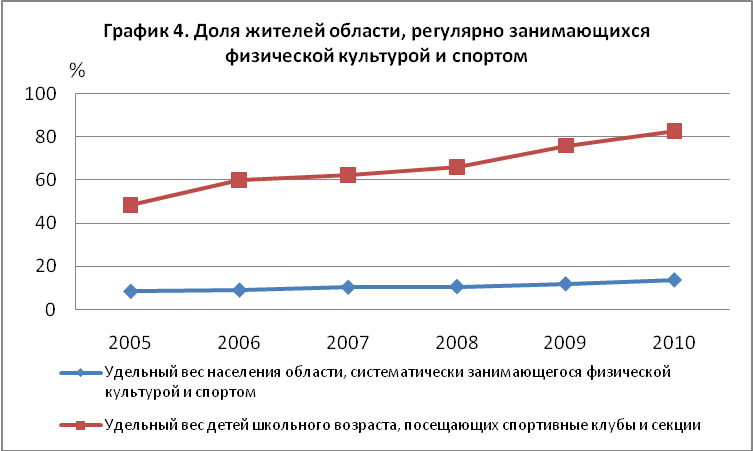 График 4. Доля жителей области, регулярно занимающихся
физической культурой и спортом
%
100
80
60
40
20
0
2005 2006 2007 2008 2009 2010
Удельный вес населения области, систематически занимающегося физической
культурой и спортом
Удельный вес детей школьного возраста, посещающих спортивные клубы и секции